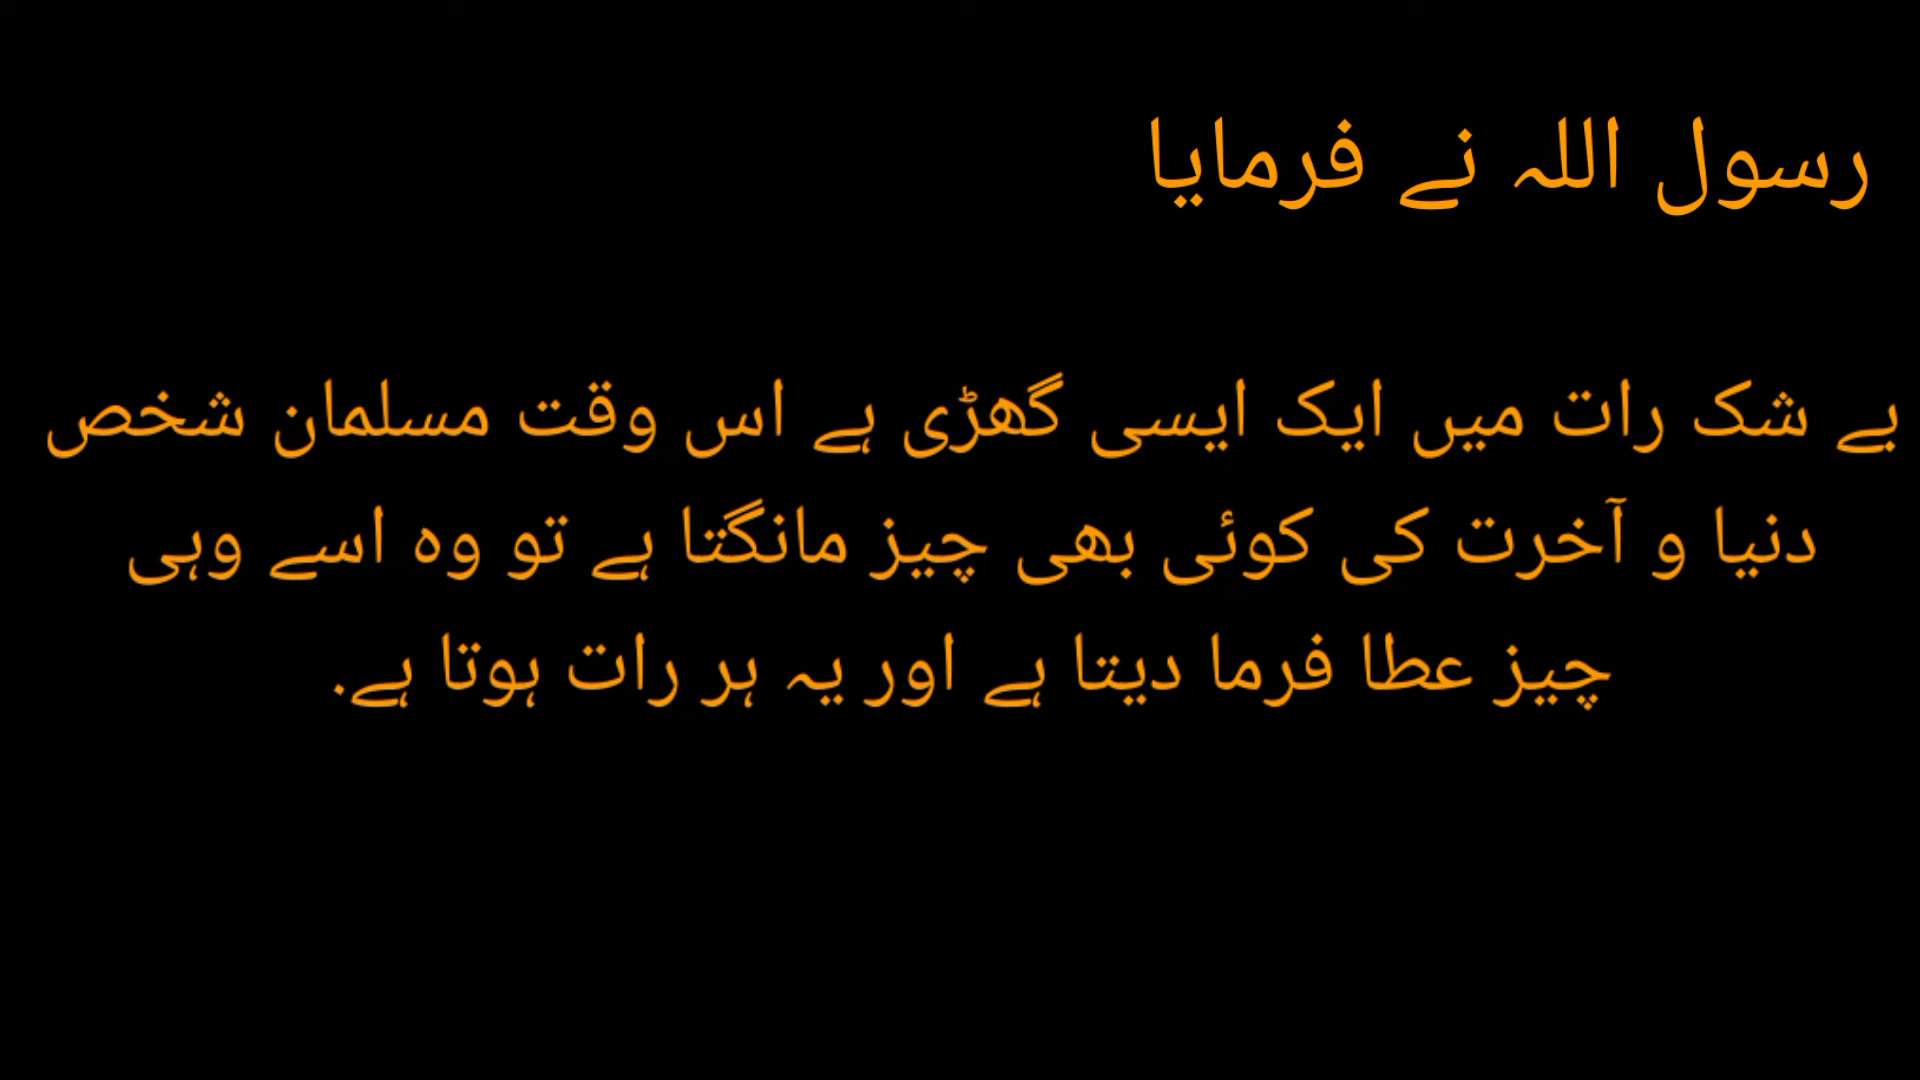 رسول اللہ نے فرمایا
بے شک رات میں ایک ایسی گھڑی ہے اس وقت مسلمان شخص
دنیا و آخرت کی کوئی بھی چیز مانگتا ہے تو وہ اسے وہی
چیز عطا فرما دیتا ہے اور یہ ہر رات ہوتا ہے.